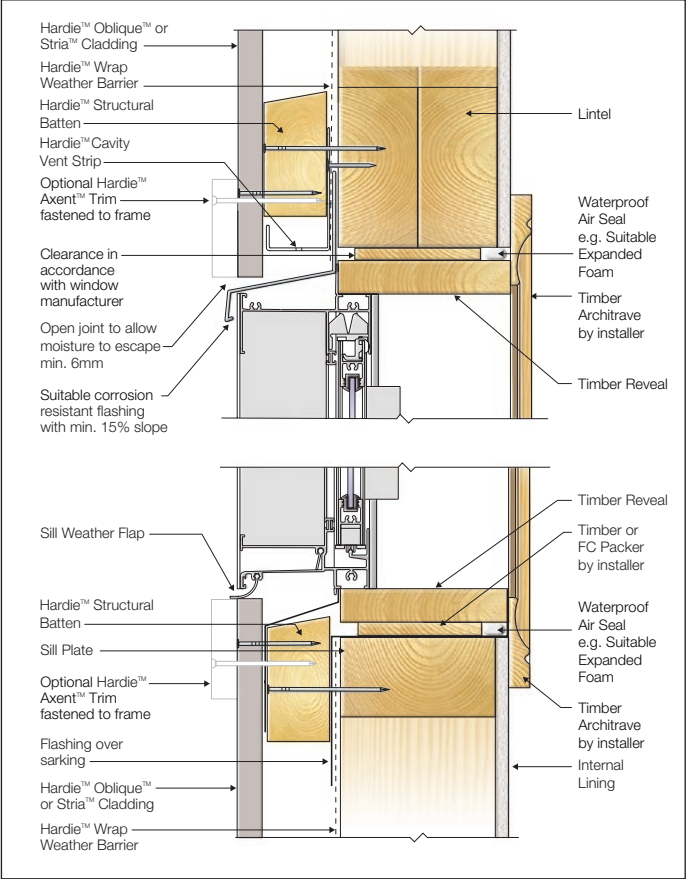 Hardie™ Oblique™ or
Stria™ Cladding
Hardie™ Wrap
Weather Barrier
Hardie™ Structural
Batten
Hardie™ Cavity
Vent Strip
Optional Hardie™
Axent™ Trim
fastened to frame
Clearance in
accordance
with window
manufacturer
Open joint to allow
moisture to escape
min. 6mm
Suitable corrosion
resistant flashing
with min. 15% slope
Lintel
Waterproof
Air Seal
e.g. Suitable
Expanded
Foam
Timber
Architrave
by installer
Timber Reveal
Sill Weather Flap
Hardie™ Structural
Batten
Sill Plate
Optional Hardie™
Axent™ Trim
fastened to frame
Flashing over
sarking
Hardie™ Oblique™
or Stria™ Cladding
Hardie™ Wrap
Weather Barrier
Timber Reveal
Timber or
FC Packer
by installer
Waterproof
Air Seal
e.g. Suitable
Expanded
Foam
Timber
Architrave
by installer
Internal
Lining